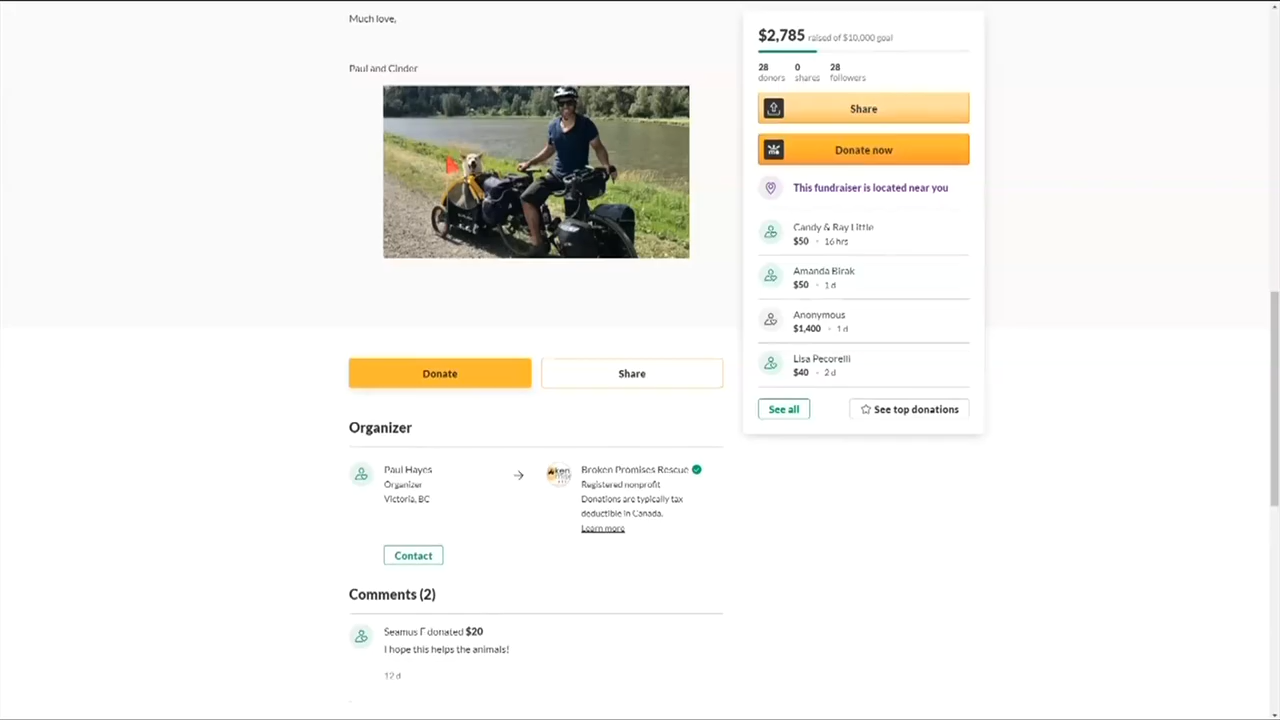 Much love,
Paul and Cinder
$2,785 raised of $10,000 goal
28 donors
0 shares
28 followers
Share
Donate now
This fundraiser is located near you
Candy & Ray Little
$50 · 16 hrs
Amanda Birak
$50 · 1 d
Anonymous
$1,400 · 1 d
Lisa Pecorelli
$40 · 2 d
See all
See top donations
Donate
Share
Organizer
Paul Hayes
Organizer
Victoria, BC
Contact
Broken Promises Rescue
Registered nonprofit
Donations are typically tax
deductible in Canada.
Learn more
Comments (2)
Seamus F donated $20
I hope this helps the animals!
12 d